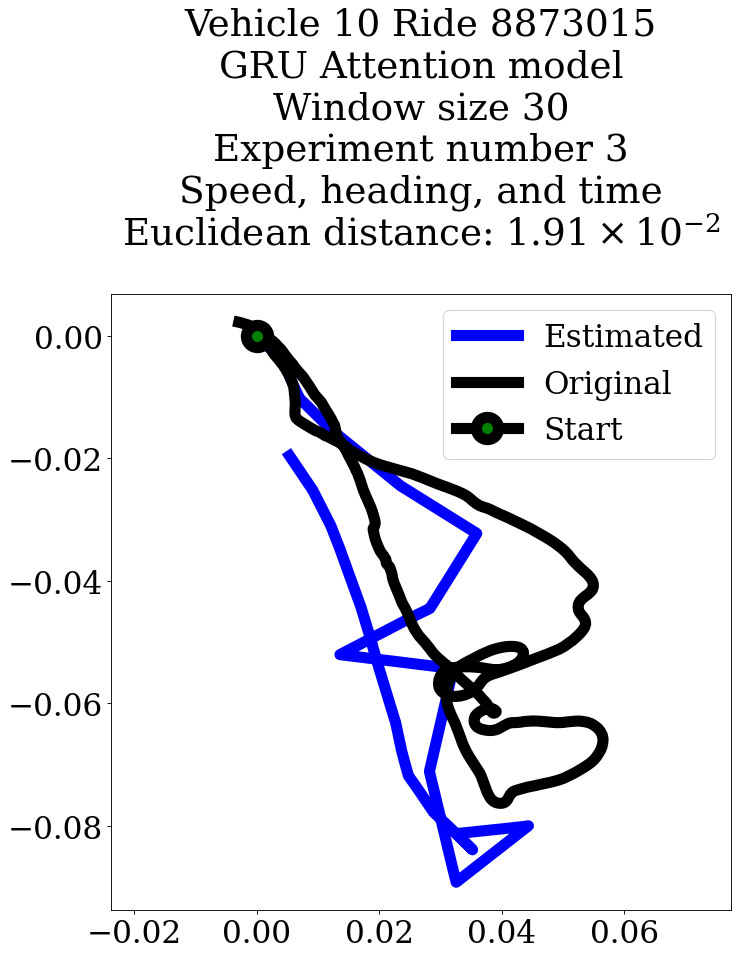 Vehicle 10 Ride 8873015
GRU Attention model
Window size 30
Experiment number 3
Speed, heading, and time
Euclidean distance: 1.91 × 10⁻²
Estimated
Original
Start
0.00
−0.02
−0.04
−0.06
−0.08
−0.02 0.00 0.02 0.04 0.06